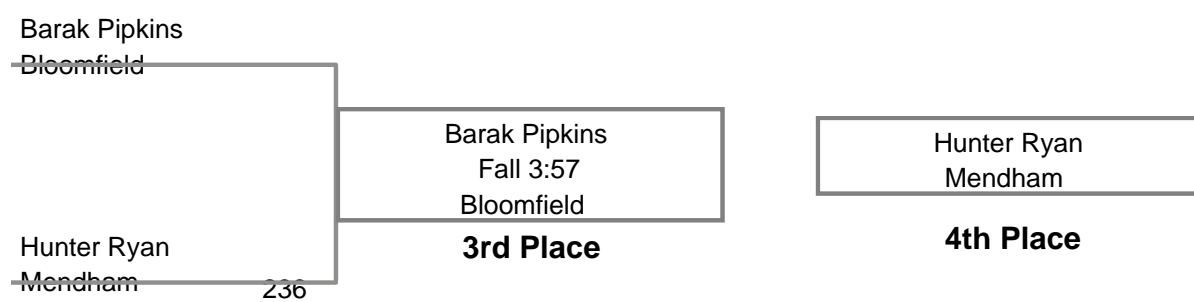 Barak Pipkins
Bloomfield
Barak Pipkins
Fall 3:57
Bloomfield
3rd Place
Hunter Ryan
Mendham
4th Place
Hunter Ryan
Mendham 236